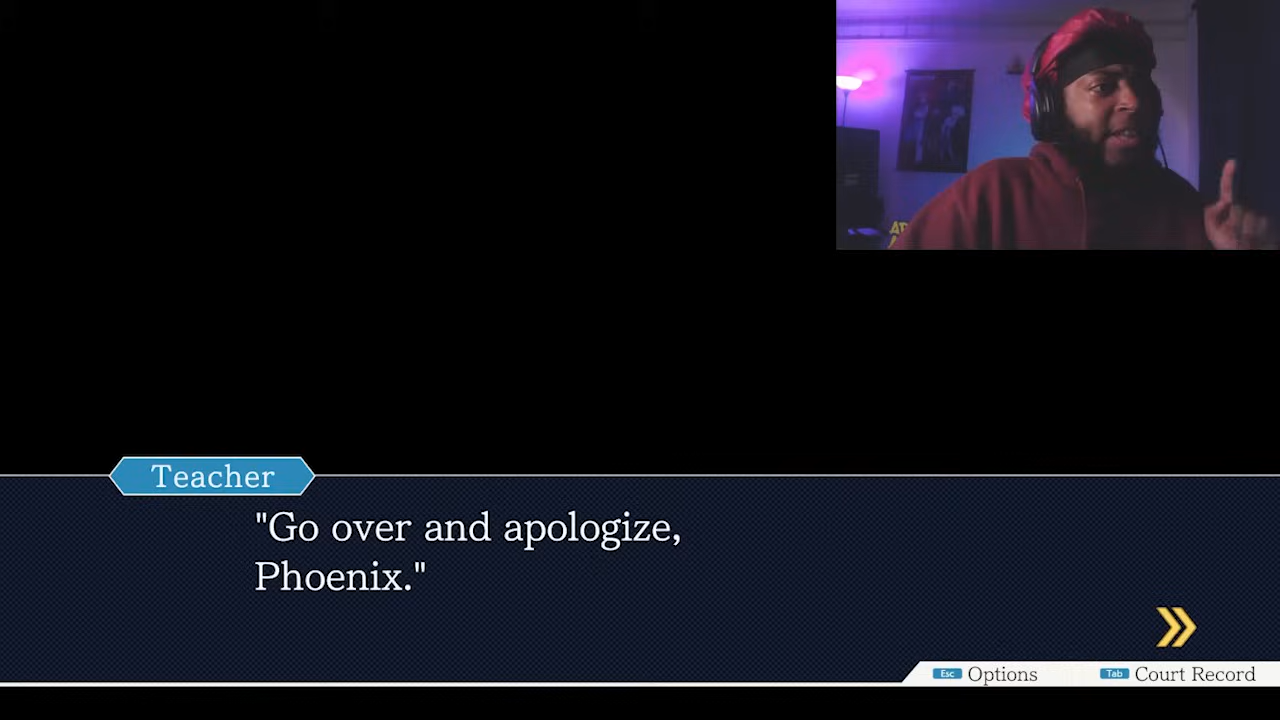 Teacher
"Go over and apologize,
Phoenix."
Esc Options
Tab Court Record